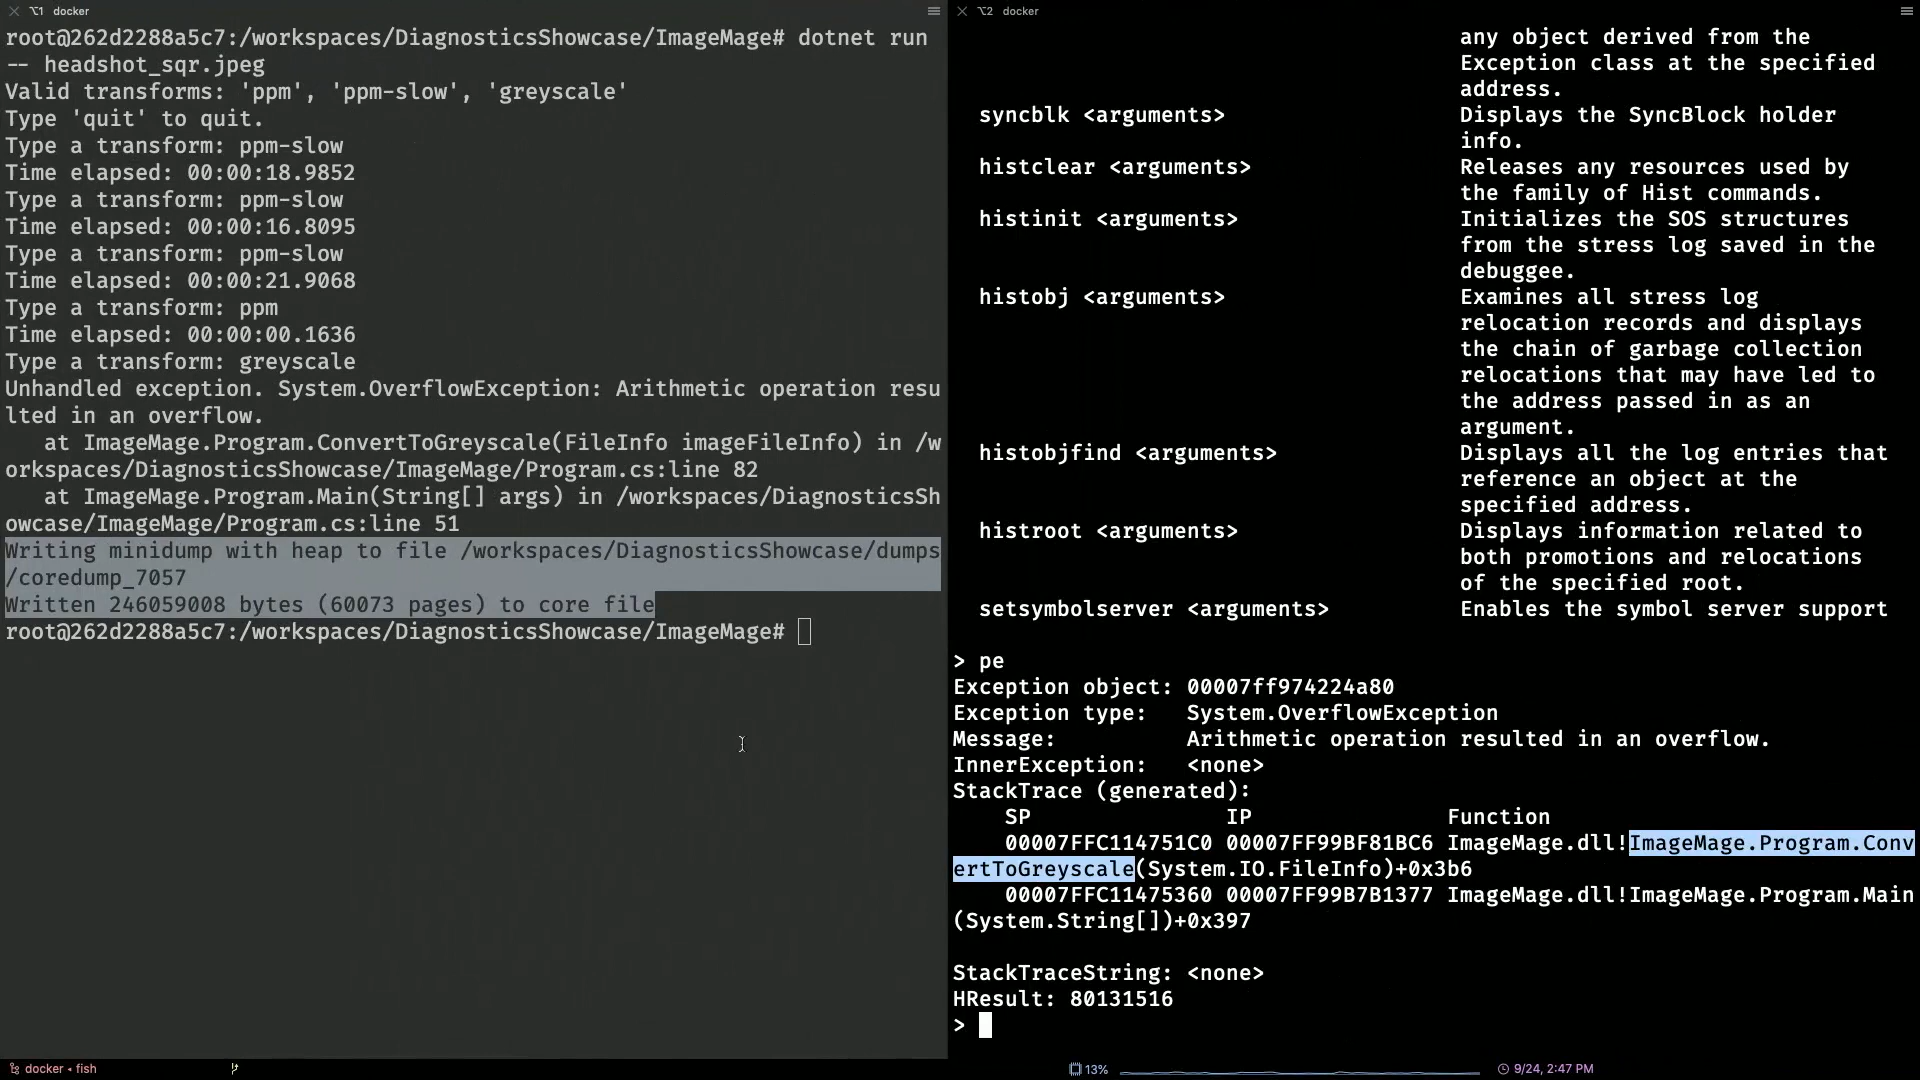 ⌥1 docker
root@262d2288a5c7:/workspaces/DiagnosticsShowcase/ImageMage# dotnet run
-- headshot_sqr.jpeg
Valid transforms: 'ppm', 'ppm-slow', 'greyscale'
Type 'quit' to quit.
Type a transform: ppm-slow
Time elapsed: 00:00:18.9852
Type a transform: ppm-slow
Time elapsed: 00:00:16.8095
Type a transform: ppm-slow
Time elapsed: 00:00:21.9068
Type a transform: ppm
Time elapsed: 00:00:00.1636
Type a transform: greyscale
Unhandled exception. System.OverflowException: Arithmetic operation resu
lted in an overflow.
at ImageMage.Program.ConvertToGreyscale(FileInfo imageFileInfo) in /w
orkspaces/DiagnosticsShowcase/ImageMage/Program.cs:line 82
at ImageMage.Program.Main(String[] args) in /workspaces/DiagnosticsSh
owcase/ImageMage/Program.cs:line 51
Writing minidump with heap to file /workspaces/DiagnosticsShowcase/dumps
/coredump_7057
Written 246059008 bytes (60073 pages) to core file
root@262d2288a5c7:/workspaces/DiagnosticsShowcase/ImageMage#
⌥2 docker
any object derived from the
Exception class at the specified
address.
syncblk <arguments> Displays the SyncBlock holder
info.
histclear <arguments> Releases any resources used by
the family of Hist commands.
histinit <arguments> Initializes the SOS structures
from the stress log saved in the
debuggee.
histobj <arguments> Examines all stress log
relocation records and displays
the chain of garbage collection
relocations that may have led to
the address passed in as an
argument.
histobjfind <arguments> Displays all the log entries that
reference an object at the
specified address.
histroot <arguments> Displays information related to
both promotions and relocations
of the specified root.
setsymbolserver <arguments> Enables the symbol server support
> pe
Exception object: 00007ff974224a80
Exception type: System.OverflowException
Message: Arithmetic operation resulted in an overflow.
InnerException: <none>
StackTrace (generated):
SP IP Function
00007FFC114751C0 00007FF99BF81BC6 ImageMage.dll!ImageMage.Program.Conv
ertToGreyscale(System.IO.FileInfo)+0x3b6
00007FFC11475360 00007FF99B7B1377 ImageMage.dll!ImageMage.Program.Main
(System.String[])+0x397
StackTraceString: <none>
HResult: 80131516
>
docker • fish
13%
9/24, 2:47 PM